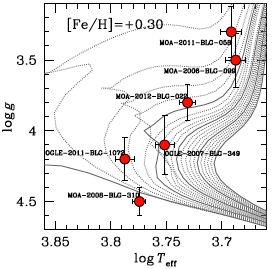 [Fe/H]=+0.30
MOA-2011-BLG-058
3.5
MOA-2008-BLG-099
MOA-2012-BLG-022
log g
4
OGLE-2011-BLG-1072
OGLE-2007-BLG-349
MOA-2008-BLG-310
4.5
3.85
3.8
3.75
3.7
log T_eff